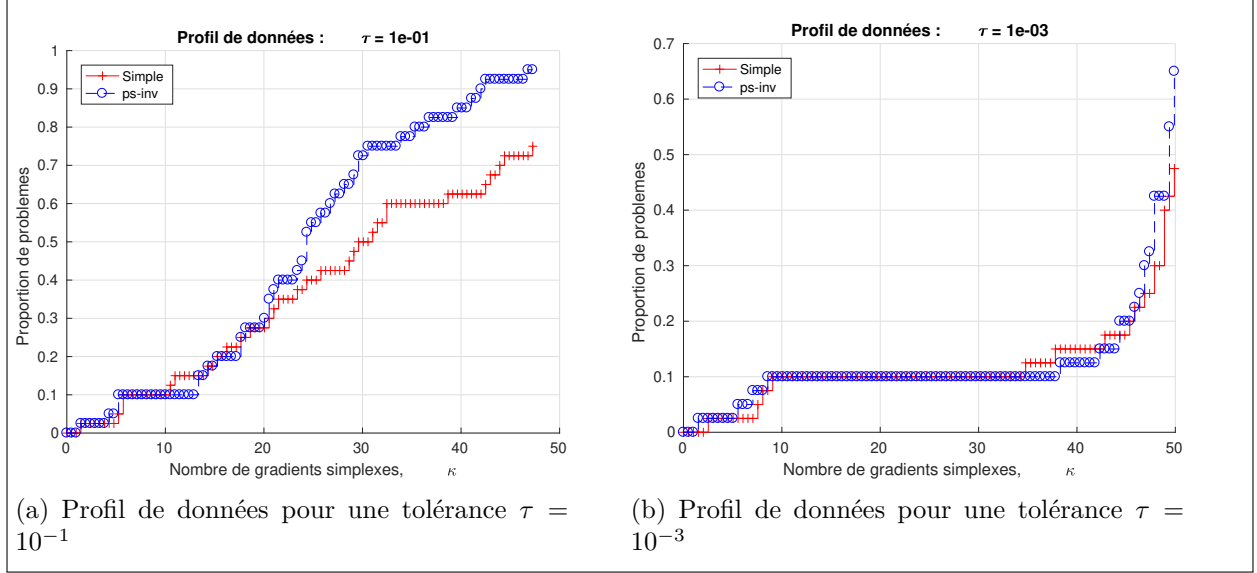 Profil de données : τ = 1e-01
1
0.9
0.8
0.7
0.6
0.5
0.4
0.3
0.2
0.1
0
Proportion de problemes
Simple
ps-inv
0 10 20 30 40 50
Nombre de gradients simplexes, κ
(a) Profil de données pour une tolérance τ =
10⁻¹
Profil de données : τ = 1e-03
0.7
0.6
0.5
0.4
0.3
0.2
0.1
0
Proportion de problemes
Simple
ps-inv
0 10 20 30 40 50
Nombre de gradients simplexes, κ
(b) Profil de données pour une tolérance τ =
10⁻³